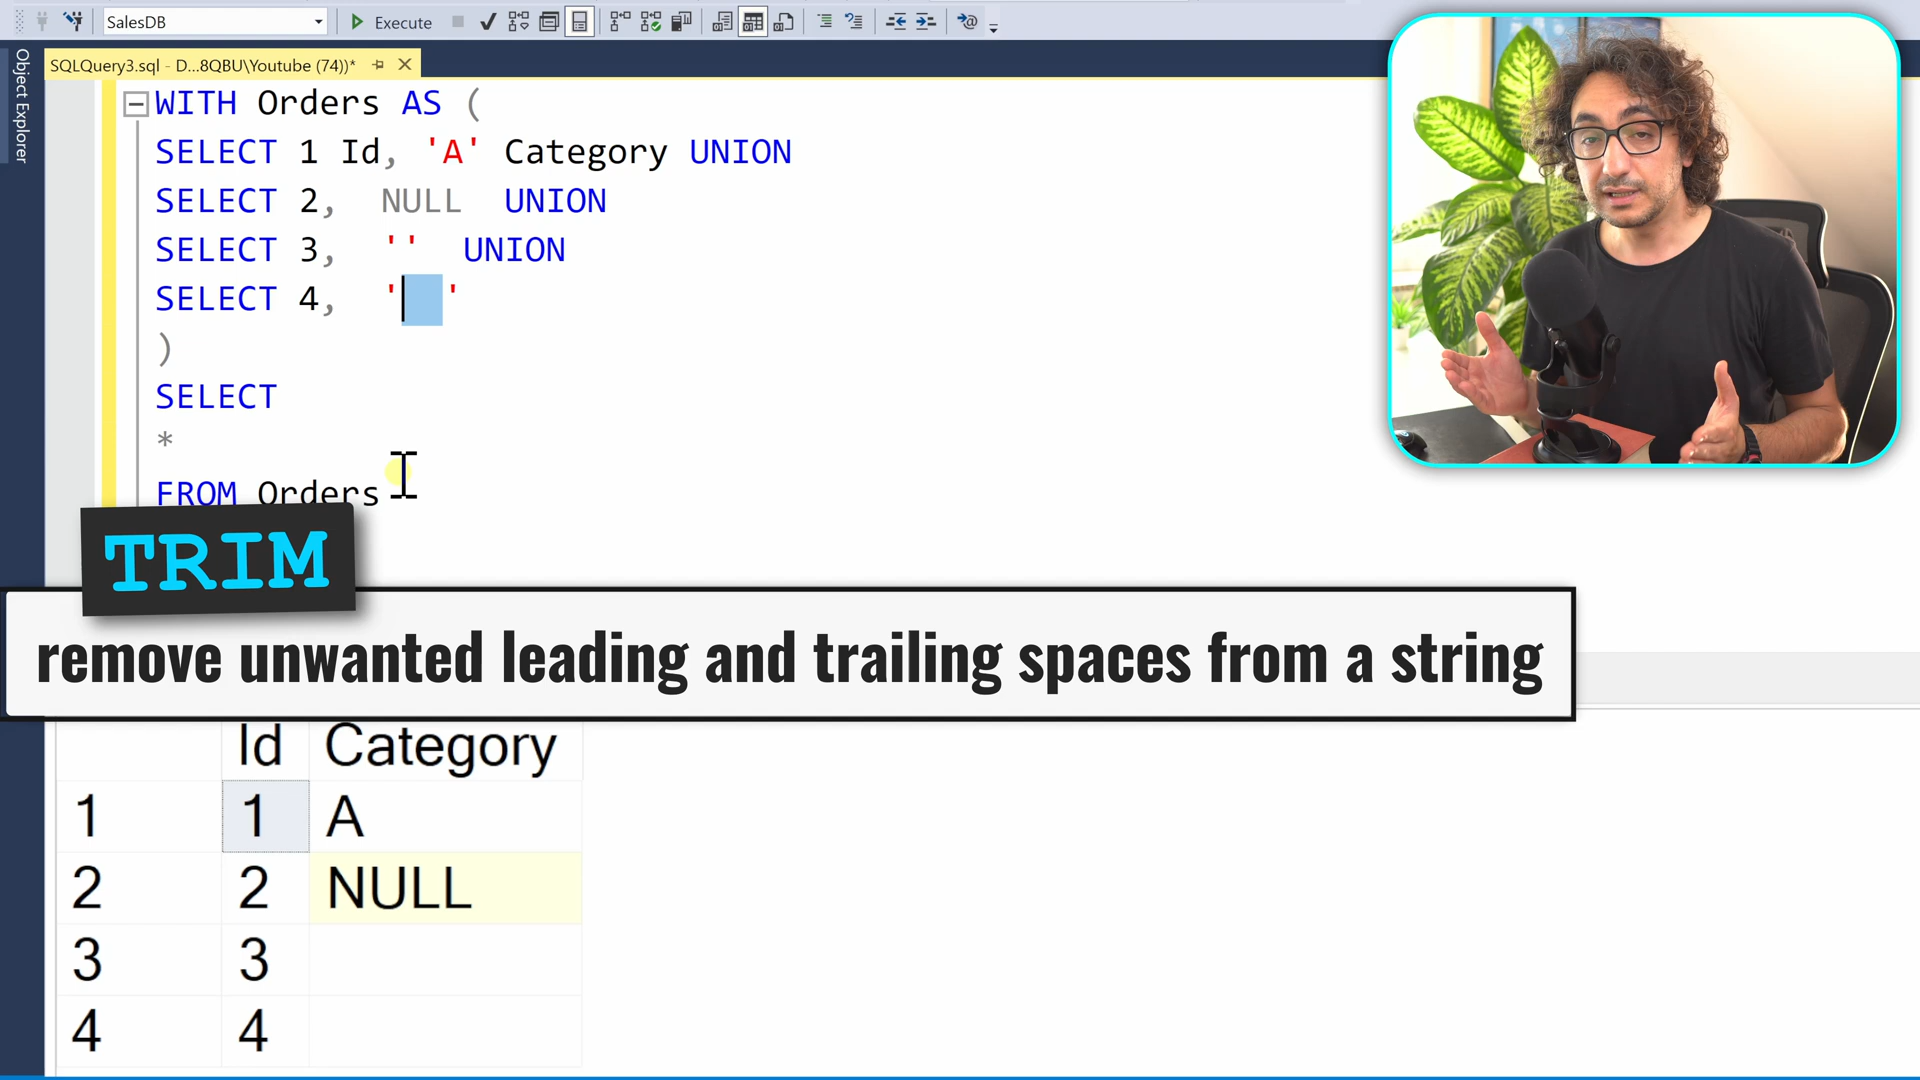 SalesDB
Execute
Object Explorer
SQLQuery3.sql - D...8QBU\Youtube (74))*
WITH Orders AS (
SELECT 1 Id, 'A' Category UNION
SELECT 2,  NULL  UNION
SELECT 3,  ''  UNION
SELECT 4,  '  '
)
SELECT
*
FROM Orders
TRIM
remove unwanted leading and trailing spaces from a string
Id Category
1 1 A
2 2 NULL
3 3
4 4